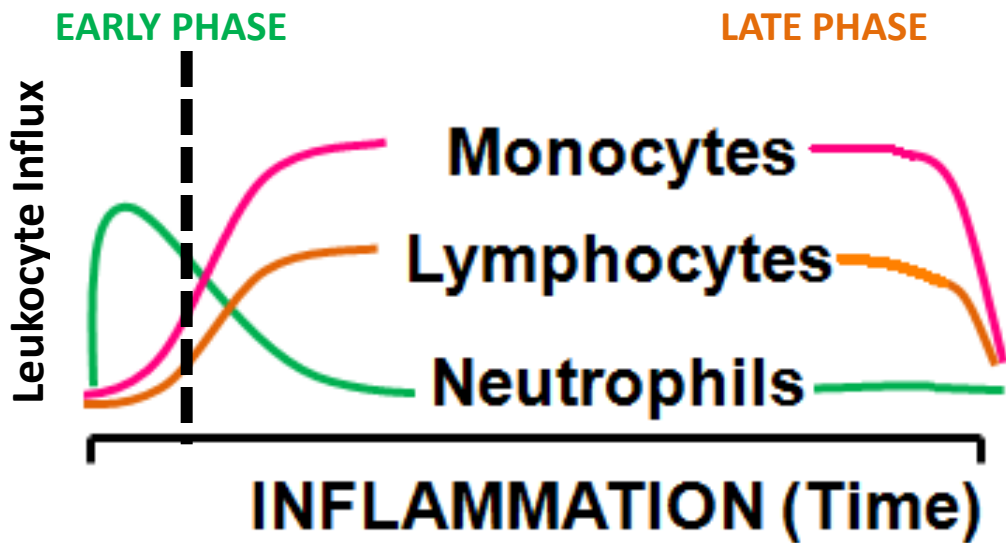 EARLY PHASE
LATE PHASE
Leukocyte Influx
Monocytes
Lymphocytes
Neutrophils
INFLAMMATION (Time)